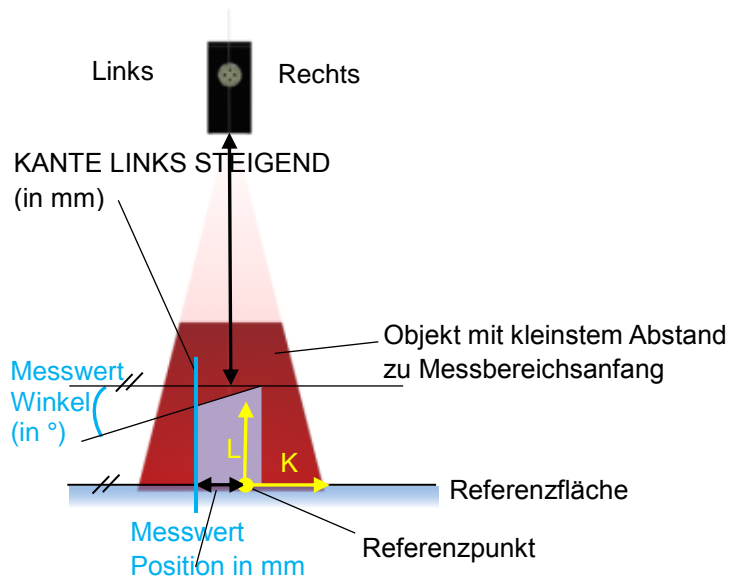 Links
Rechts
KANTE LINKS STEIGEND
(in mm)
Objekt mit kleinstem Abstand
zu Messbereichsanfang
Messwert
Winkel
(in °)
L
K
Referenzfläche
Messwert
Position in mm
Referenzpunkt